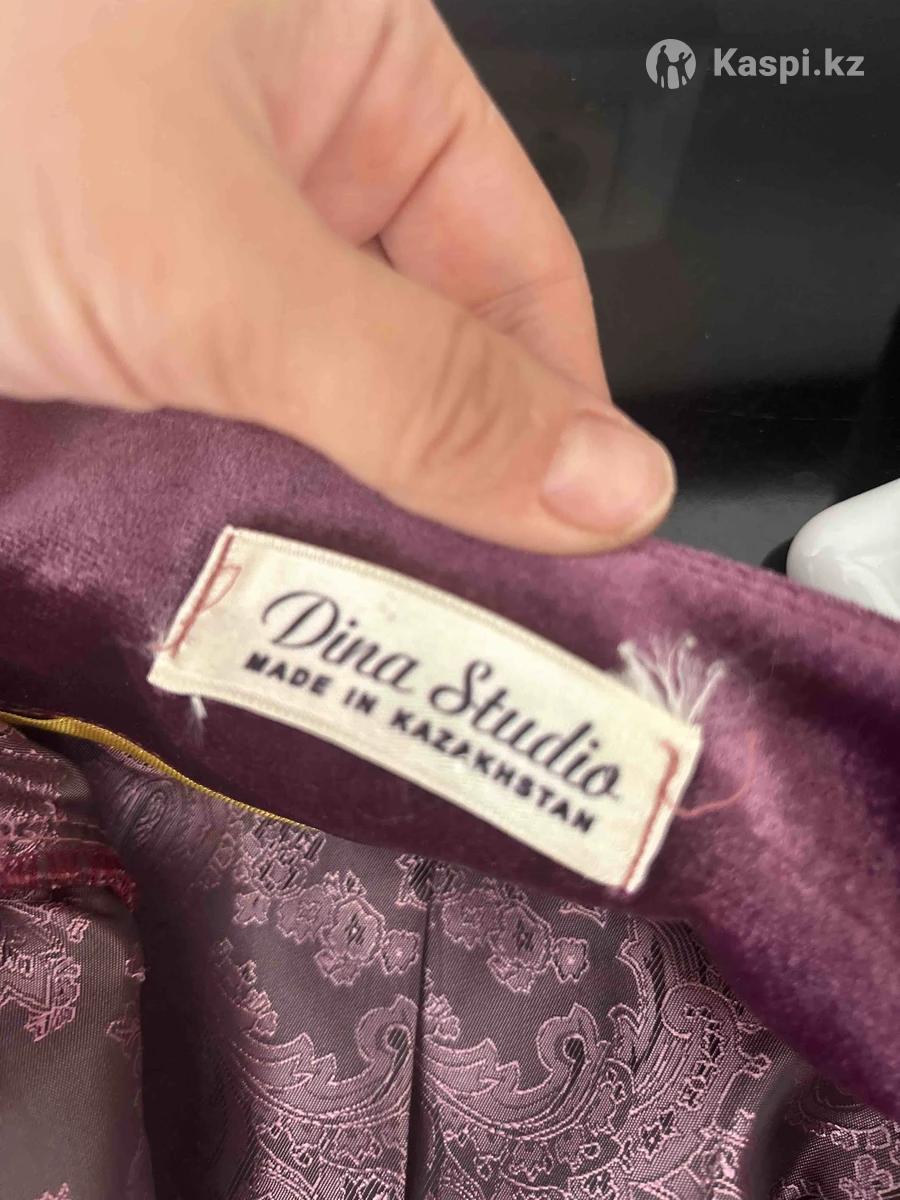 Kaspi.kz
Dina Studio
MADE IN KAZAKHSTAN